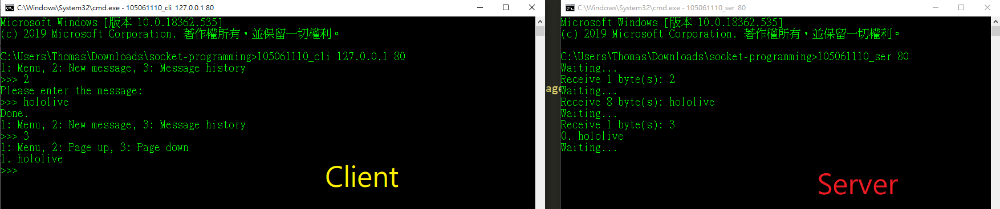 C:\Windows\System32\cmd.exe - 105061110_cli 127.0.0.1 80
Microsoft Windows [版本 10.0.18362.535]
(c) 2019 Microsoft Corporation. 著作權所有，並保留一切權利。
C:\Users\Thomas\Downloads\socket-programming>105061110_cli 127.0.0.1 80
1: Menu, 2: New message, 3: Message history
>>> 2
Please enter the message:
>>> hololive
Done.
1: Menu, 2: New message, 3: Message history
>>> 3
1: Menu, 2: Page up, 3: Page down
1. hololive
>>>
Client
age
C:\Windows\System32\cmd.exe - 105061110_ser 80
Microsoft Windows [版本 10.0.18362.535]
(c) 2019 Microsoft Corporation. 著作權所有，並保留一切權利。
C:\Users\Thomas\Downloads\socket-programming>105061110_ser 80
Waiting...
Receive 1 byte(s): 2
Waiting...
Receive 8 byte(s): hololive
Waiting...
Receive 1 byte(s): 3
0. hololive
Waiting...
Server